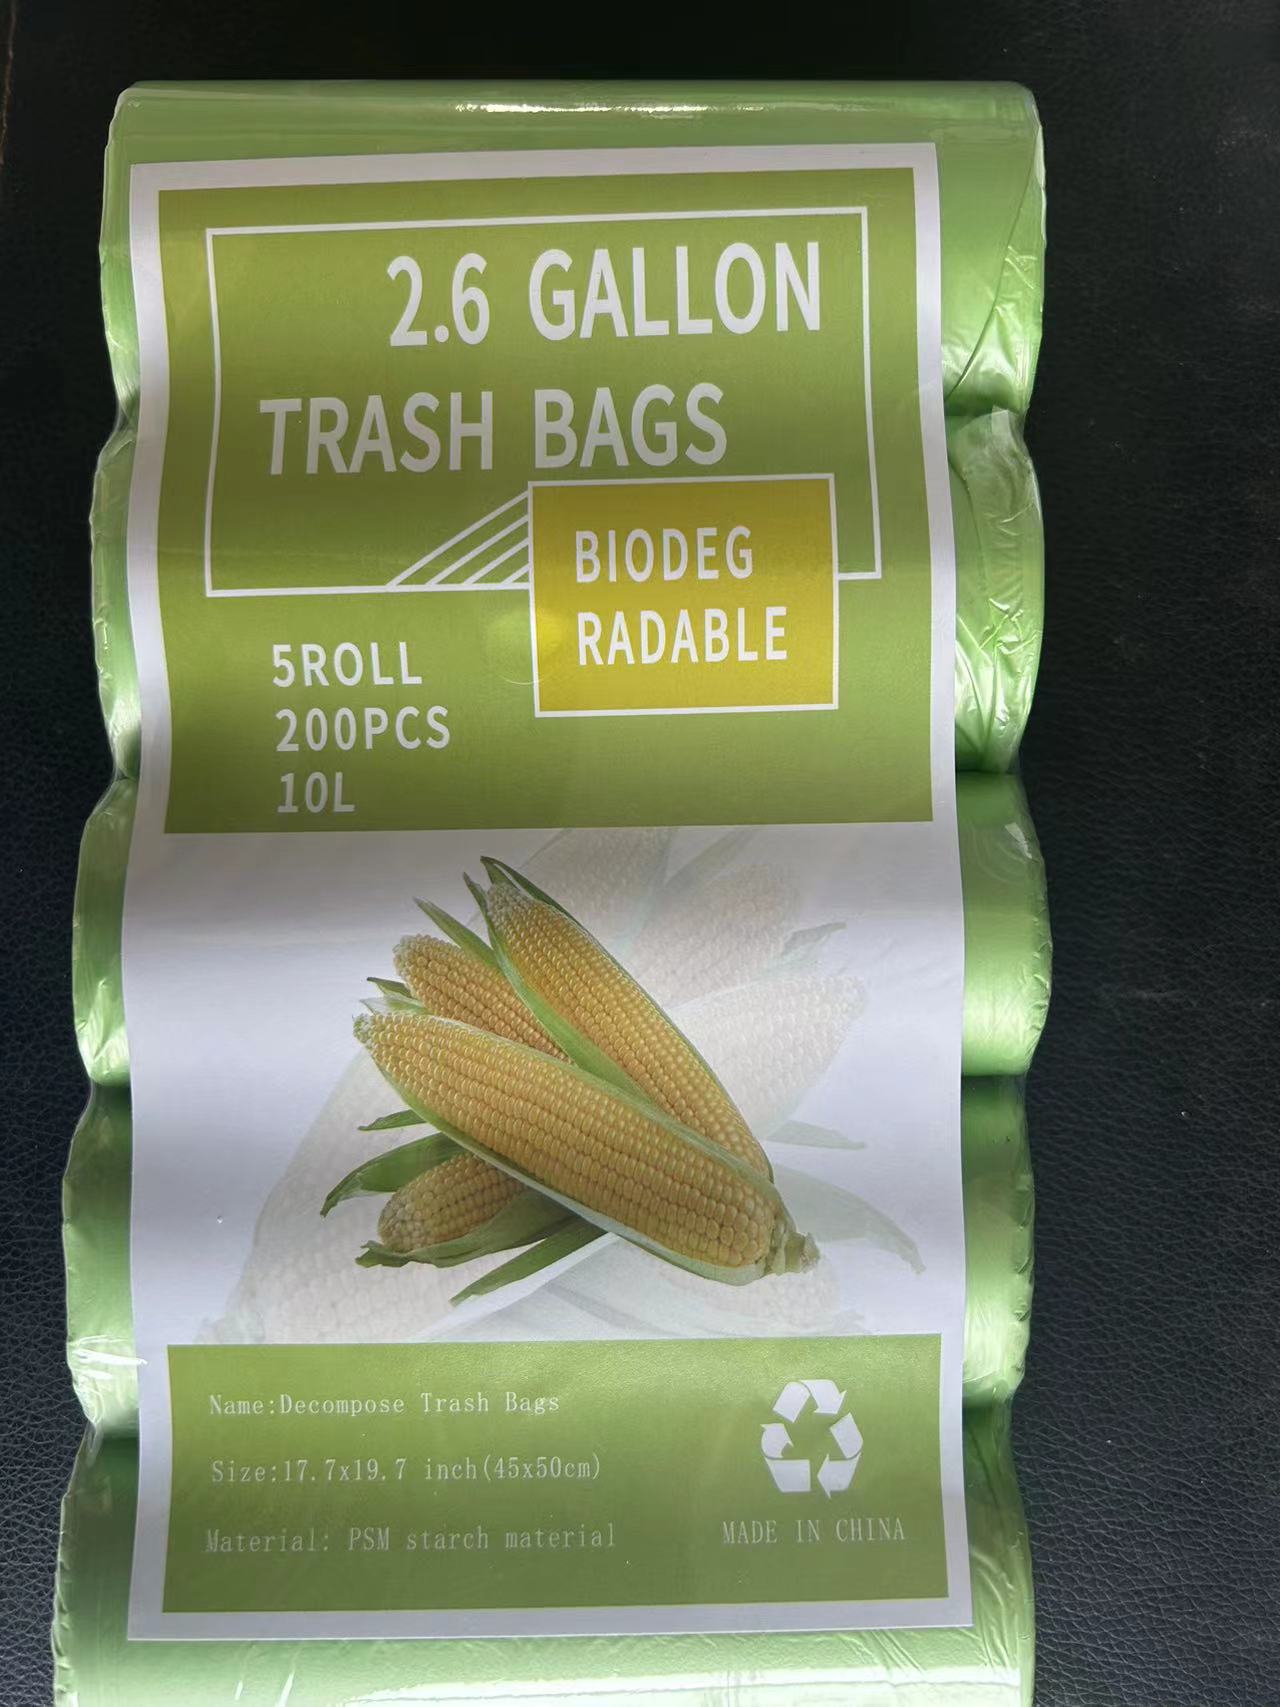 2.6 GALLON
TRASH BAGS
BIODEG
RADABLE
5ROLL
200PCS
10L
Name:Decompose Trash Bags
Size:17.7x19.7 inch(45x50cm)
Material: PSM starch material
MADE IN CHINA